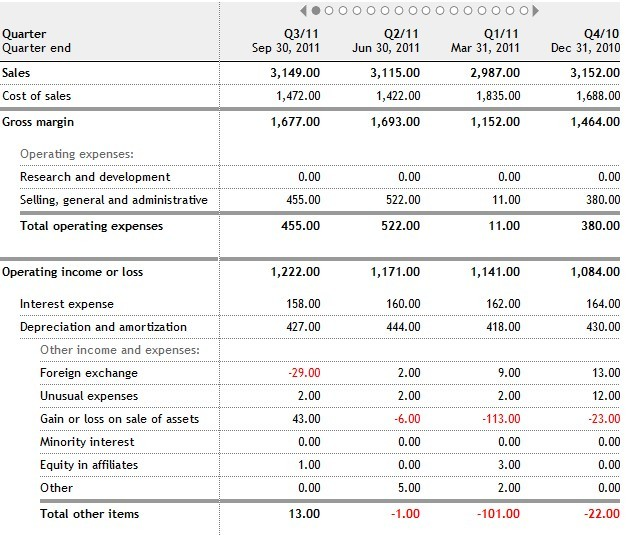 Quarter Q3/11 Q2/11 Q1/11 Q4/10
Quarter end Sep 30, 2011 Jun 30, 2011 Mar 31, 2011 Dec 31, 2010
Sales 3,149.00 3,115.00 2,987.00 3,152.00
Cost of sales 1,472.00 1,422.00 1,835.00 1,688.00
Gross margin 1,677.00 1,693.00 1,152.00 1,464.00
Operating expenses:
Research and development 0.00 0.00 0.00 0.00
Selling, general and administrative 455.00 522.00 11.00 380.00
Total operating expenses 455.00 522.00 11.00 380.00
Operating income or loss 1,222.00 1,171.00 1,141.00 1,084.00
Interest expense 158.00 160.00 162.00 164.00
Depreciation and amortization 427.00 444.00 418.00 430.00
Other income and expenses:
Foreign exchange -29.00 2.00 9.00 13.00
Unusual expenses 2.00 2.00 2.00 12.00
Gain or loss on sale of assets 43.00 -6.00 -113.00 -23.00
Minority interest 0.00 0.00 0.00 0.00
Equity in affiliates 1.00 0.00 3.00 0.00
Other 0.00 5.00 2.00 0.00
Total other items 13.00 -1.00 -101.00 -22.00